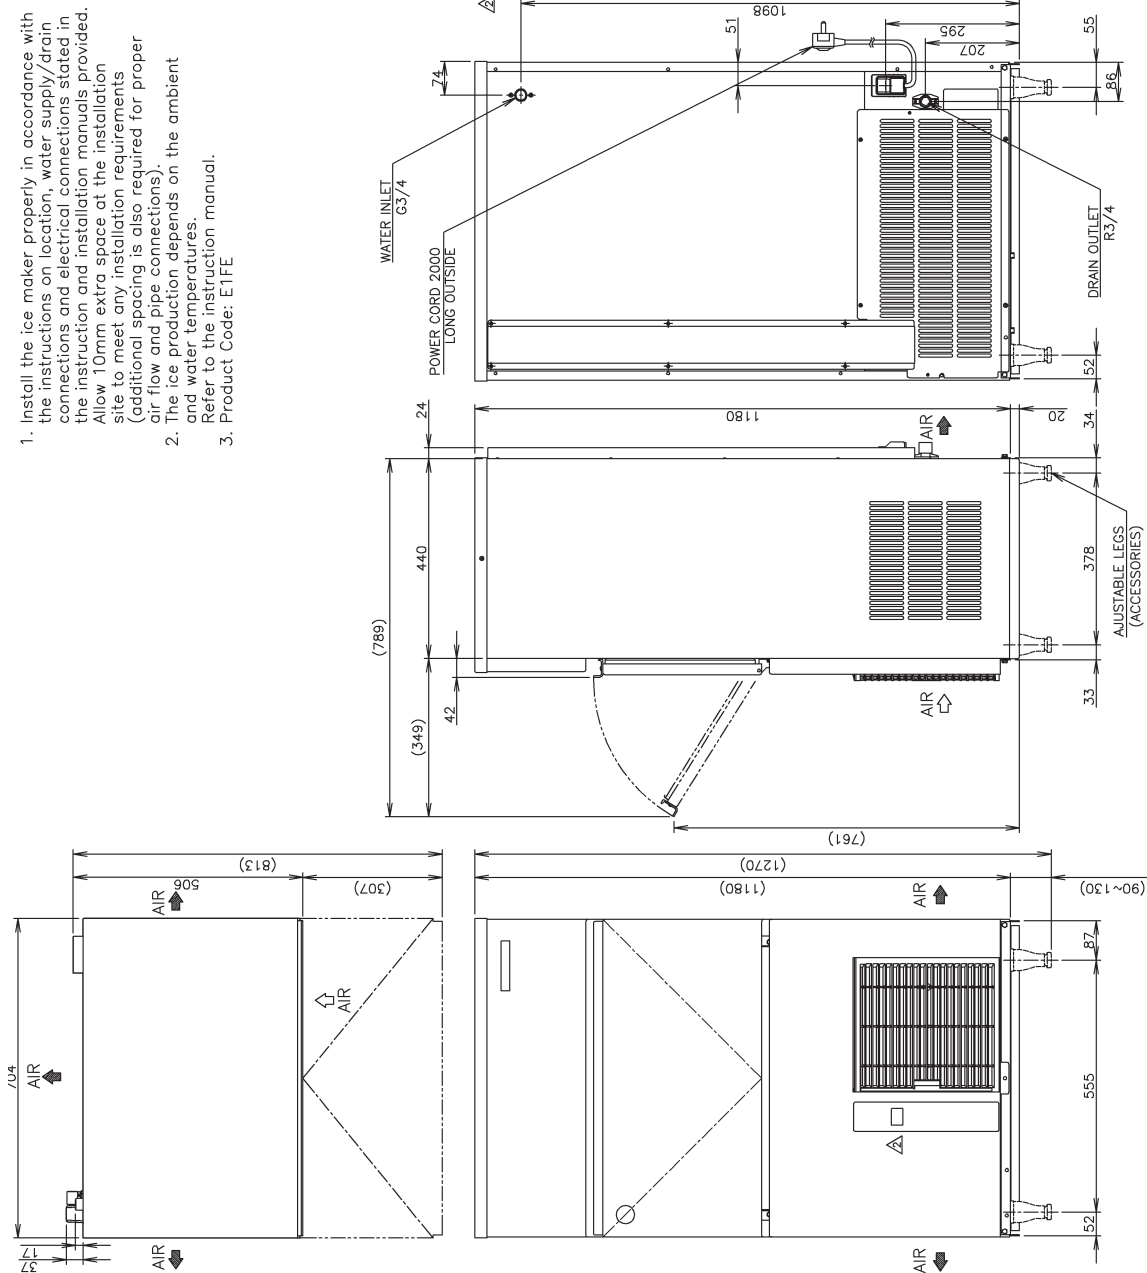 1. Install the ice maker properly in accordance with
the instructions on location, water supply/drain
connections and electrical connections stated in
the instruction and installation manuals provided.
Allow 10mm extra space at the installation
site to meet any installation requirements
(additional spacing is also required for proper
air flow and pipe connections).
2. The ice production depends on the ambient
and water temperatures.
Refer to the instruction manual.
3. Product Code: E1FE
704
AIR
AIR
AIR
AIR
37
17
506
(813)
(307)
(1180)
(1270)
(90~130)
AIR
AIR
2
52
555
87
(789)
(349)
440
24
42
(761)
1180
20
AIR
AIR
33
378
34
AJUSTABLE LEGS
(ACCESSORIES)
WATER INLET
G3/4
POWER CORD 2000
LONG OUTSIDE
DRAIN OUTLET
R3/4
74
51
2
1098
295
207
52
86
55